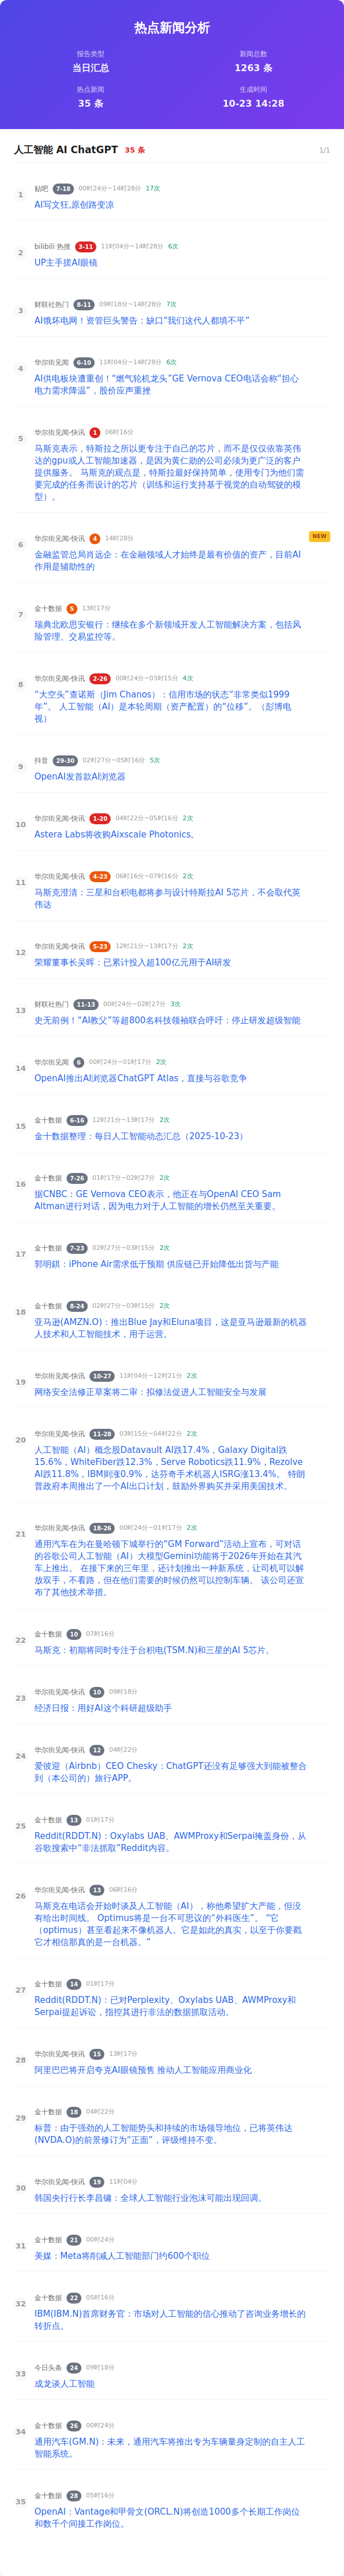 热点新闻分析
报告类型
当日汇总
新闻总数
1263 条
热点新闻
35 条
生成时间
10-23 14:28
人工智能 AI ChatGPT 35 条 1/1
1
贴吧 7-18 00时24分~14时28分 17次
AI写文狂,原创路变凉
2
bilibili 热搜 3-11 11时04分~14时28分 6次
UP主手搓AI眼镜
3
财联社热门 8-11 09时18分~14时28分 7次
AI饿坏电网！资管巨头警告：缺口“我们这代人都填不平”
4
华尔街见闻 6-10 11时04分~14时28分 6次
AI供电板块遭重创！“燃气轮机龙头”GE Vernova CEO电话会称“担心
电力需求降温”，股价应声重挫
5
华尔街见闻-快讯 1 06时16分
马斯克表示，特斯拉之所以更专注于自己的芯片，而不是仅仅依靠英伟
达的gpu或人工智能加速器，是因为黄仁勋的公司必须为更广泛的客户
提供服务。 马斯克的观点是，特斯拉最好保持简单，使用专门为他们需
要完成的任务而设计的芯片（训练和运行支持基于视觉的自动驾驶的模
型）。
6
华尔街见闻-快讯 4 14时28分
NEW
金融监管总局肖远企：在金融领域人才始终是最有价值的资产，目前AI
作用是辅助性的
7
金十数据 5 13时17分
瑞典北欧思安银行：继续在多个新领域开发人工智能解决方案，包括风
险管理、交易监控等。
8
华尔街见闻-快讯 2-26 00时24分~03时15分 4次
“大空头”查诺斯（Jim Chanos）：信用市场的状态“非常类似1999
年”。 人工智能（AI）是本轮周期（资产配置）的“位移”。（彭博电
视）
9
抖音 29-30 02时27分~05时16分 5次
OpenAI发首款AI浏览器
10
华尔街见闻-快讯 1-20 04时22分~05时16分 2次
Astera Labs将收购Aixscale Photonics。
11
华尔街见闻-快讯 4-23 06时16分~07时16分 2次
马斯克澄清：三星和台积电都将参与设计特斯拉AI 5芯片，不会取代英
伟达
12
华尔街见闻-快讯 5-23 12时21分~13时17分 2次
荣耀董事长吴晖：已累计投入超100亿元用于AI研发
13
财联社热门 11-13 00时24分~02时27分 3次
史无前例！“AI教父”等超800名科技领袖联合呼吁：停止研发超级智能
14
华尔街见闻 6 00时24分~01时17分 2次
OpenAI推出AI浏览器ChatGPT Atlas，直接与谷歌竞争
15
金十数据 6-16 12时21分~13时17分 2次
金十数据整理：每日人工智能动态汇总（2025-10-23）
16
金十数据 7-26 01时17分~02时27分 2次
据CNBC：GE Vernova CEO表示，他正在与OpenAI CEO Sam
Altman进行对话，因为电力对于人工智能的增长仍然至关重要。
17
金十数据 7-23 02时27分~03时15分 2次
郭明錤：iPhone Air需求低于预期 供应链已开始降低出货与产能
18
金十数据 8-24 02时27分~03时15分 2次
亚马逊(AMZN.O)：推出Blue Jay和Eluna项目，这是亚马逊最新的机器
人技术和人工智能技术，用于运营。
19
华尔街见闻-快讯 10-27 11时04分~12时21分 2次
网络安全法修正草案将二审：拟修法促进人工智能安全与发展
20
华尔街见闻-快讯 11-28 03时15分~04时22分 2次
人工智能（AI）概念股Datavault AI跌17.4%，Galaxy Digital跌
15.6%，WhiteFiber跌12.3%，Serve Robotics跌11.9%，Rezolve
AI跌11.8%，IBM则涨0.9%，达芬奇手术机器人ISRG涨13.4%。 特朗
普政府本周推出了一个AI出口计划，鼓励外界购买并采用美国技术。
21
华尔街见闻-快讯 18-26 00时24分~01时17分 2次
通用汽车在为在曼哈顿下城举行的“GM Forward”活动上宣布，可对话
的谷歌公司人工智能（AI）大模型Gemini功能将于2026年开始在其汽
车上推出。 在接下来的三年里，还计划推出一种新系统，让司机可以解
放双手，不看路，但在他们需要的时候仍然可以控制车辆。 该公司还宣
布了其他技术举措。
22
金十数据 10 07时16分
马斯克：初期将同时专注于台积电(TSM.N)和三星的AI 5芯片。
23
华尔街见闻-快讯 10 09时18分
经济日报：用好AI这个科研超级助手
24
华尔街见闻-快讯 12 04时22分
爱彼迎（Airbnb）CEO Chesky：ChatGPT还没有足够强大到能被整合
到（本公司的）旅行APP。
25
金十数据 13 01时17分
Reddit(RDDT.N)：Oxylabs UAB、AWMProxy和Serpai掩盖身份，从
谷歌搜索中“非法抓取”Reddit内容。
26
华尔街见闻-快讯 13 06时16分
马斯克在电话会开始时谈及人工智能（AI），称他希望扩大产能，但没
有给出时间线。 Optimus将是一台不可思议的“外科医生”。 “它
（optimus）甚至看起来不像机器人。它是如此的真实，以至于你要戳
它才相信那真的是一台机器。”
27
金十数据 14 01时17分
Reddit(RDDT.N)：已对Perplexity、Oxylabs UAB、AWMProxy和
Serpai提起诉讼，指控其进行非法的数据抓取活动。
28
华尔街见闻-快讯 15 13时17分
阿里巴巴将开启夸克AI眼镜预售 推动人工智能应用商业化
29
金十数据 18 04时22分
标普：由于强劲的人工智能势头和持续的市场领导地位，已将英伟达
(NVDA.O)的前景修订为“正面”，评级维持不变。
30
华尔街见闻-快讯 19 11时04分
韩国央行行长李昌镛：全球人工智能行业泡沫可能出现回调。
31
金十数据 21 00时24分
美媒：Meta将削减人工智能部门约600个职位
32
金十数据 22 05时16分
IBM(IBM.N)首席财务官：市场对人工智能的信心推动了咨询业务增长的
转折点。
33
今日头条 24 09时18分
成龙谈人工智能
34
金十数据 26 00时24分
通用汽车(GM.N)：未来，通用汽车将推出专为车辆量身定制的自主人工
智能系统。
35
金十数据 28 05时16分
OpenAI：Vantage和甲骨文(ORCL.N)将创造1000多个长期工作岗位
和数千个间接工作岗位。